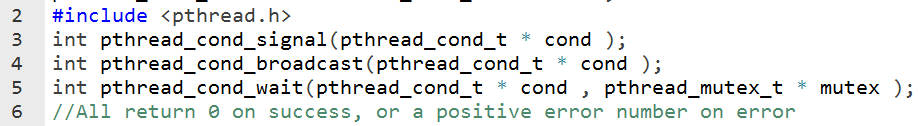 2 #include <pthread.h>
3 int pthread_cond_signal(pthread_cond_t * cond );
4 int pthread_cond_broadcast(pthread_cond_t * cond );
5 int pthread_cond_wait(pthread_cond_t * cond , pthread_mutex_t * mutex );
6 //All return 0 on success, or a positive error number on error